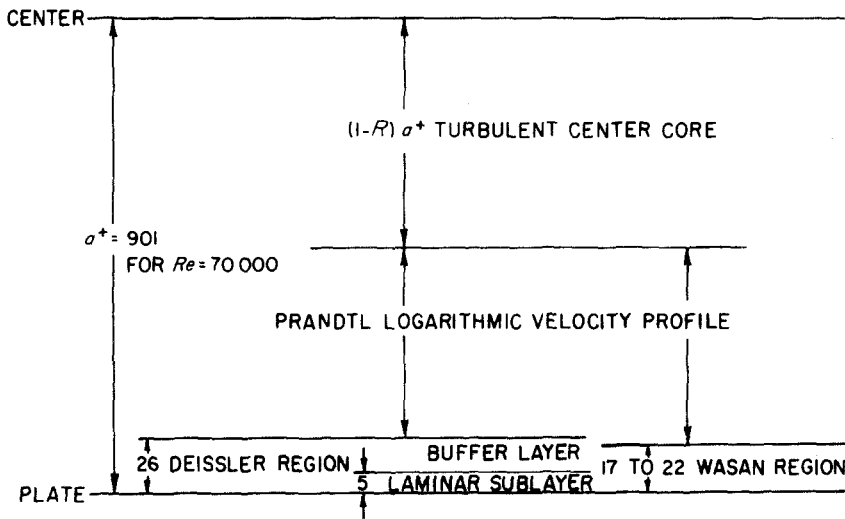 CENTER
(1-R) a⁺ TURBULENT CENTER CORE
a⁺ = 901
FOR Re = 70 000
PRANDTL LOGARITHMIC VELOCITY PROFILE
26 DEISSLER REGION
BUFFER LAYER
17 TO 22 WASAN REGION
5 LAMINAR SUBLAYER
PLATE